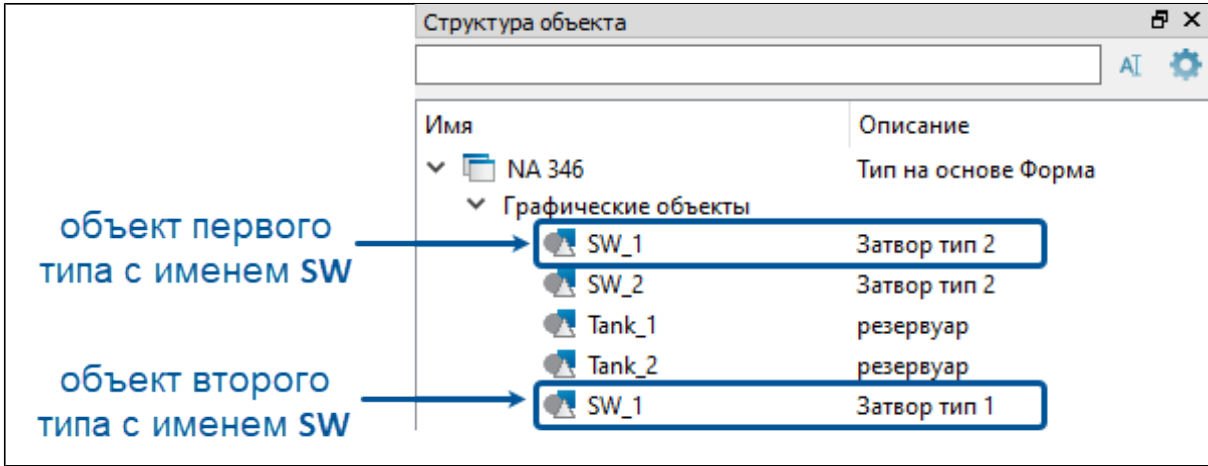 Структура объекта
Имя Описание
NA 346 Тип на основе Форма
Графические объекты
объект первого
типа с именем SW
SW_1 Затвор тип 2
SW_2 Затвор тип 2
Tank_1 резервуар
Tank_2 резервуар
объект второго
типа с именем SW
SW_1 Затвор тип 1